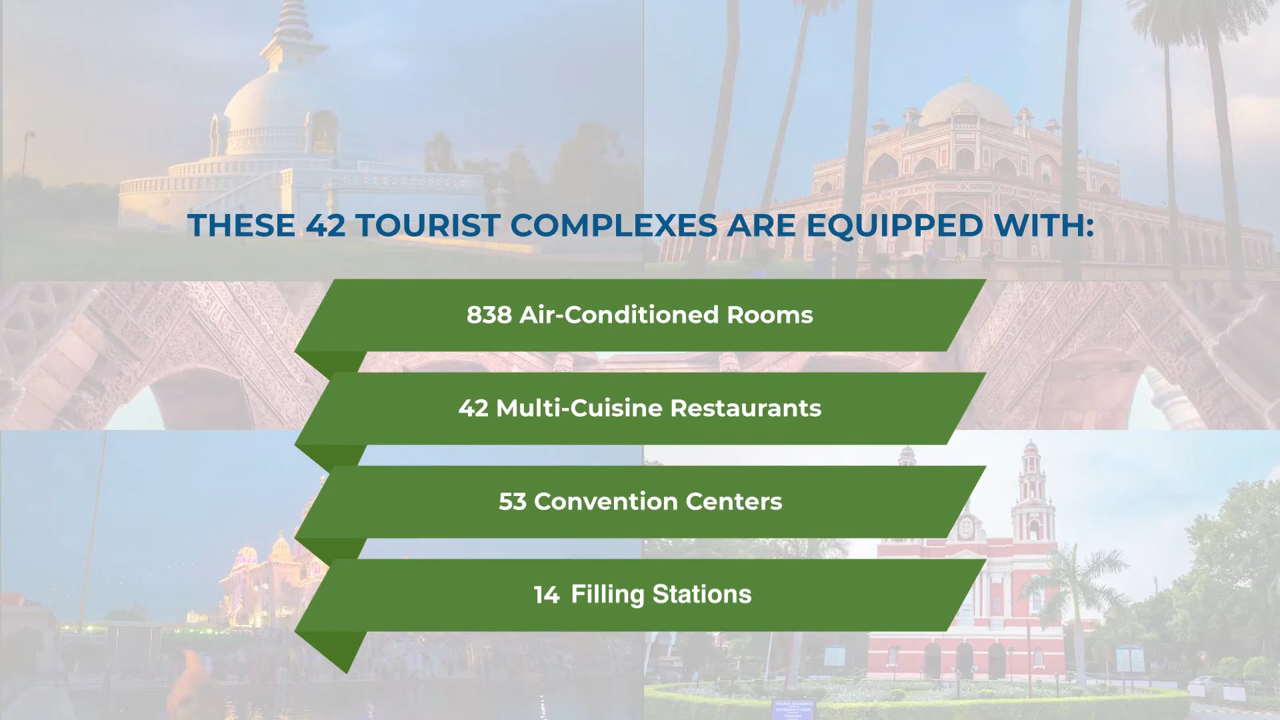 THESE 42 TOURIST COMPLEXES ARE EQUIPPED WITH:
838 Air-Conditioned Rooms
42 Multi-Cuisine Restaurants
53 Convention Centers
14 Filling Stations